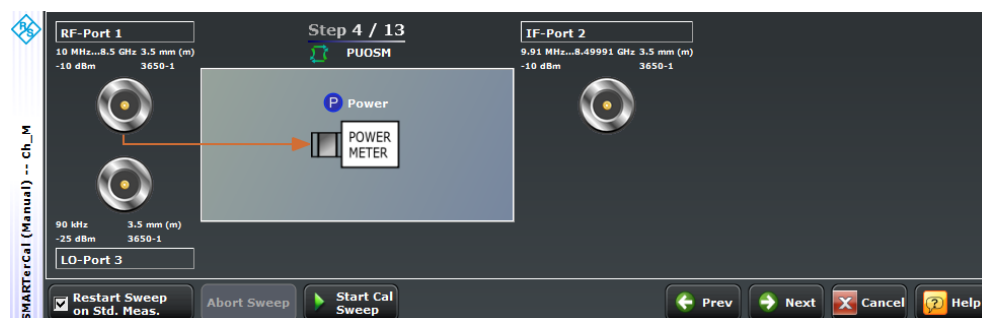 R&S
SMARTerCal (Manual) -- Ch_M
RF-Port 1
10 MHz...8.5 GHz 3.5 mm (m)
-10 dBm 3650-1
Step 4 / 13
PUOSM
IF-Port 2
9.91 MHz...8.49991 GHz 3.5 mm (m)
-10 dBm 3650-1
P Power
POWER
METER
90 kHz 3.5 mm (m)
-25 dBm 3650-1
LO-Port 3
Restart Sweep
on Std. Meas.
Abort Sweep
Start Cal
Sweep
Prev
Next
X Cancel
? Help